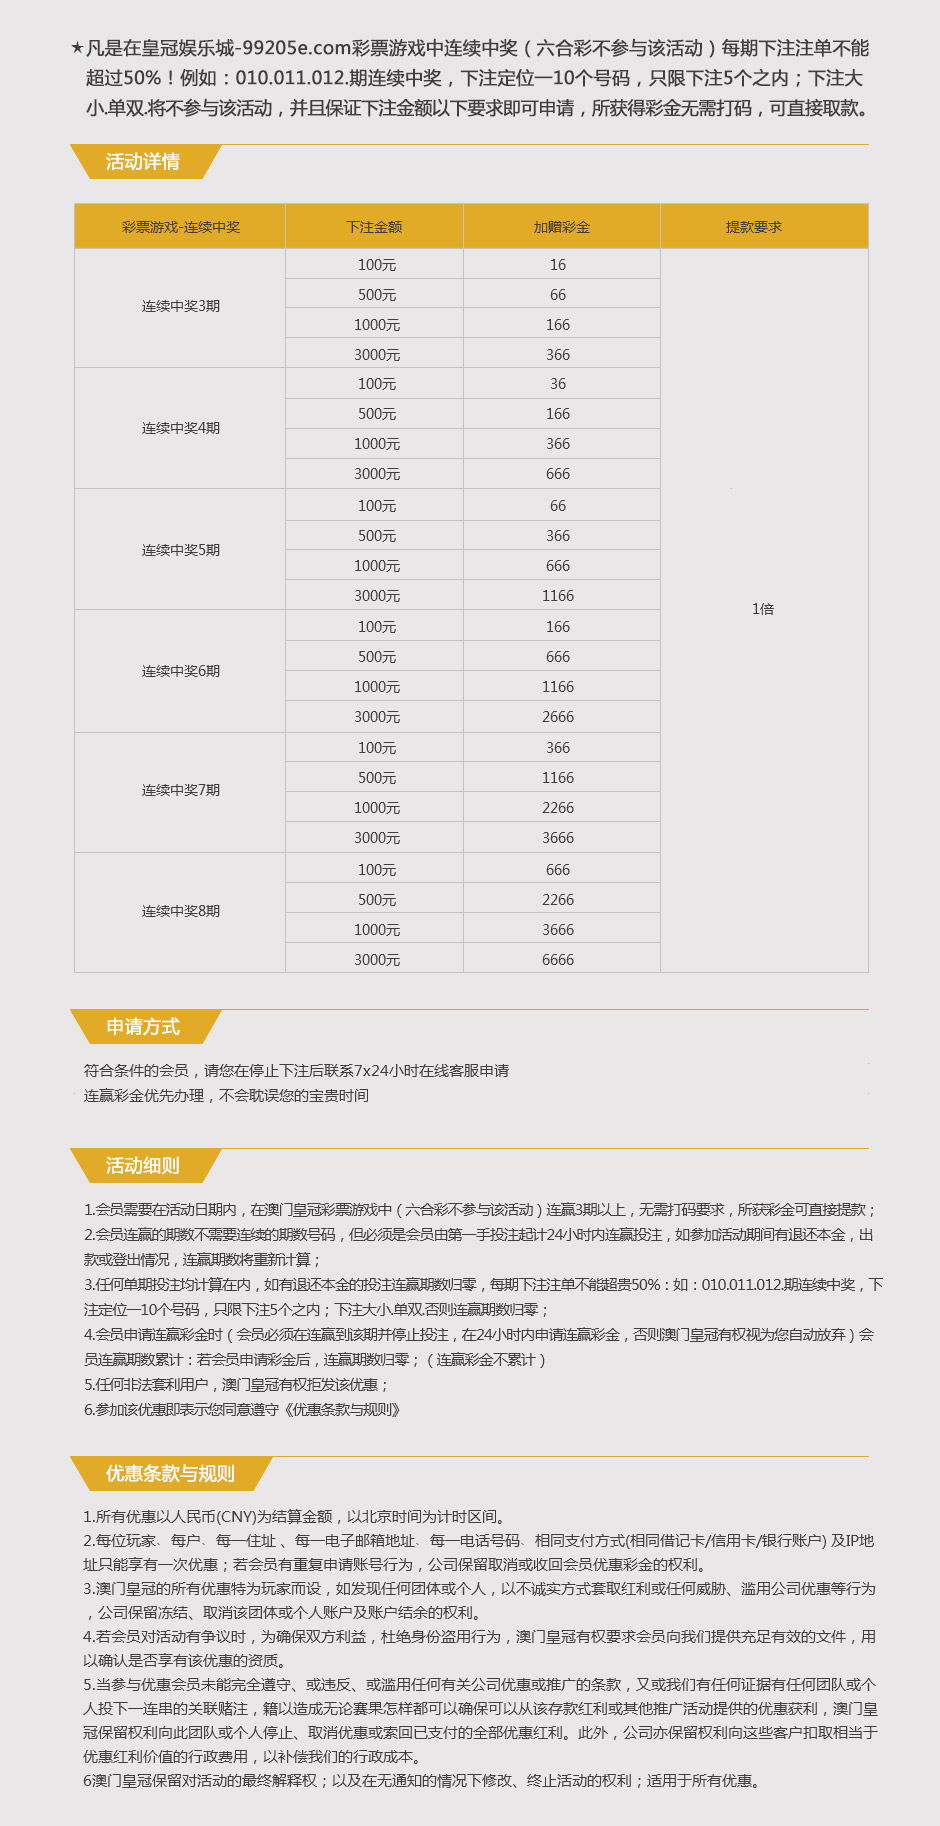 ★凡是在皇冠娱乐城-99205e.com彩票游戏中连续中奖（六合彩不参与该活动）每期下注注单不能
超过50%！例如：010.011.012.期连续中奖，下注定位一10个号码，只限下注5个之内；下注大
小.单双.将不参与该活动，并且保证下注金额以下要求即可申请，所获得彩金无需打码，可直接取款。
活动详情
彩票游戏-连续中奖 下注金额 加赠彩金 提款要求
连续中奖3期
100元 16
500元 66
1000元 166
3000元 366
连续中奖4期
100元 36
500元 166
1000元 366
3000元 666
连续中奖5期
100元 66
500元 366
1000元 666
3000元 1166
1倍
连续中奖6期
100元 166
500元 666
1000元 1166
3000元 2666
连续中奖7期
100元 366
500元 1166
1000元 2266
3000元 3666
连续中奖8期
100元 666
500元 2266
1000元 3666
3000元 6666
申请方式
符合条件的会员，请您在停止下注后联系7x24小时在线客服申请
连赢彩金优先办理，不会耽误您的宝贵时间
活动细则
1.会员需要在活动日期内，在澳门皇冠彩票游戏中（六合彩不参与该活动）连赢3期以上，无需打码要求，所获彩金可直接提款；
2.会员连赢的期数不需要连续的期数号码，但必须是会员由第一手投注起计24小时内连赢投注，如参加活动期间有退还本金，出
款或登出情况，连赢期数将重新计算；
3.任何单期投注均计算在内，如有退还本金的投注连赢期数归零，每期下注注单不能超贵50%：如：010.011.012.期连续中奖，下
注定位一10个号码，只限下注5个之内；下注大小.单双.否则连赢期数归零；
4.会员申请连赢彩金时（会员必须在连赢到该期并停止投注，在24小时内申请连赢彩金，否则澳门皇冠有权视为您自动放弃）会
员连赢期数累计：若会员申请彩金后，连赢期数归零；（连赢彩金不累计）
5.任何非法套利用户，澳门皇冠有权拒发该优惠；
6.参加该优惠即表示您同意遵守《优惠条款与规则》
优惠条款与规则
1.所有优惠以人民币(CNY)为结算金额，以北京时间为计时区间。
2.每位玩家、每户、每一住址 、每一电子邮箱地址、每一电话号码、相同支付方式(相同借记卡/信用卡/银行账户) 及IP地
址只能享有一次优惠；若会员有重复申请账号行为，公司保留取消或收回会员优惠彩金的权利。
3.澳门皇冠的所有优惠特为玩家而设，如发现任何团体或个人，以不诚实方式套取红利或任何威胁、滥用公司优惠等行为
，公司保留冻结、取消该团体或个人账户及账户结余的权利。
4.若会员对活动有争议时，为确保双方利益，杜绝身份盗用行为，澳门皇冠有权要求会员向我们提供充足有效的文件，用
以确认是否享有该优惠的资质。
5.当参与优惠会员未能完全遵守、或违反、或滥用任何有关公司优惠或推广的条款，又或我们有任何证据有任何团队或个
人投下一连串的关联赌注，籍以造成无论赛果怎样都可以确保可以从该存款红利或其他推广活动提供的优惠获利，澳门皇
冠保留权利向此团队或个人停止、取消优惠或索回已支付的全部优惠红利。此外，公司亦保留权利向这些客户扣取相当于
优惠红利价值的行政费用，以补偿我们的行政成本。
6澳门皇冠保留对活动的最终解释权；以及在无通知的情况下修改、终止活动的权利；适用于所有优惠。